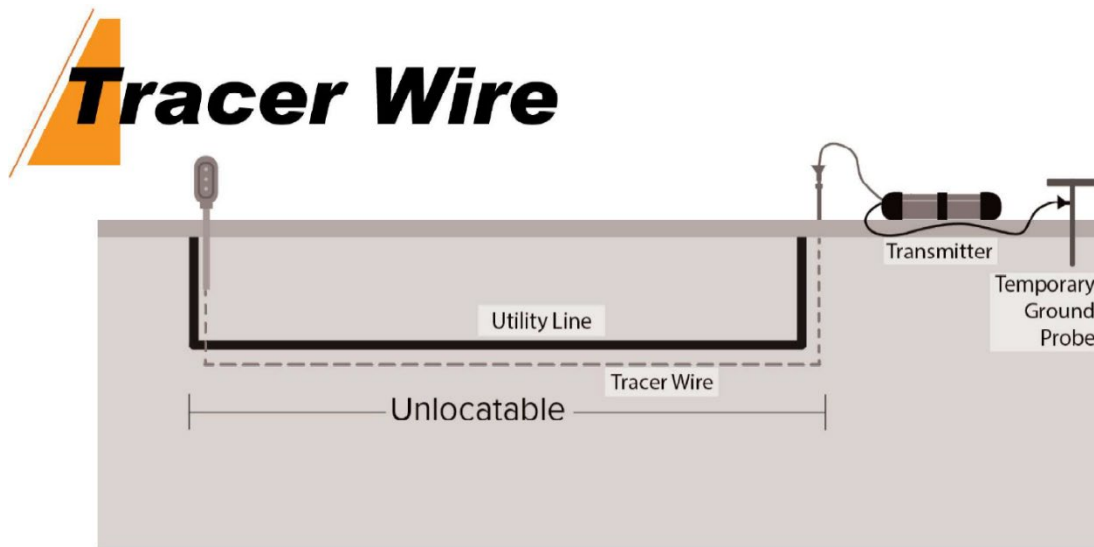 Tracer Wire
Transmitter
Temporary
Ground
Probe
Utility Line
Tracer Wire
Unlocatable